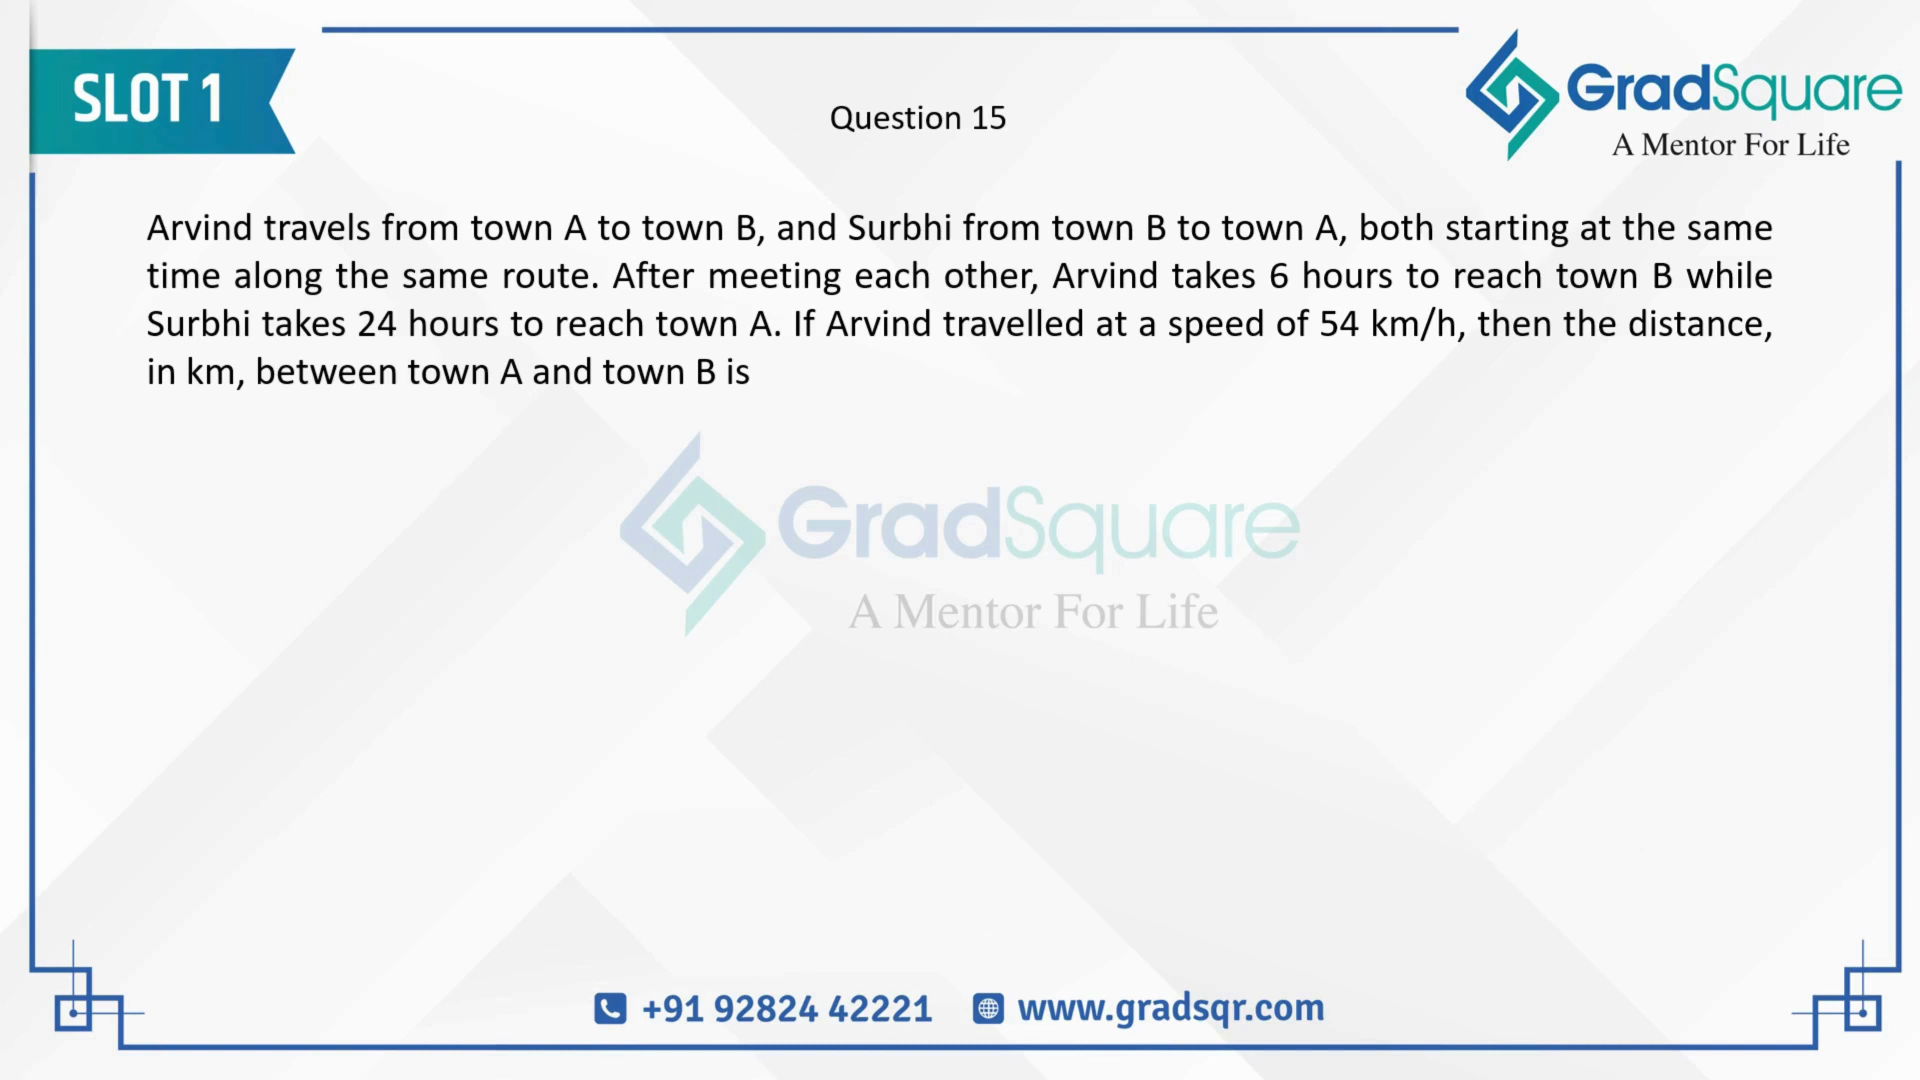 SLOT 1
Question 15
GradSquare
A Mentor For Life
Arvind travels from town A to town B, and Surbhi from town B to town A, both starting at the same
time along the same route. After meeting each other, Arvind takes 6 hours to reach town B while
Surbhi takes 24 hours to reach town A. If Arvind travelled at a speed of 54 km/h, then the distance,
in km, between town A and town B is
GradSquare
A Mentor For Life
+91 92824 42221 www.gradsqr.com